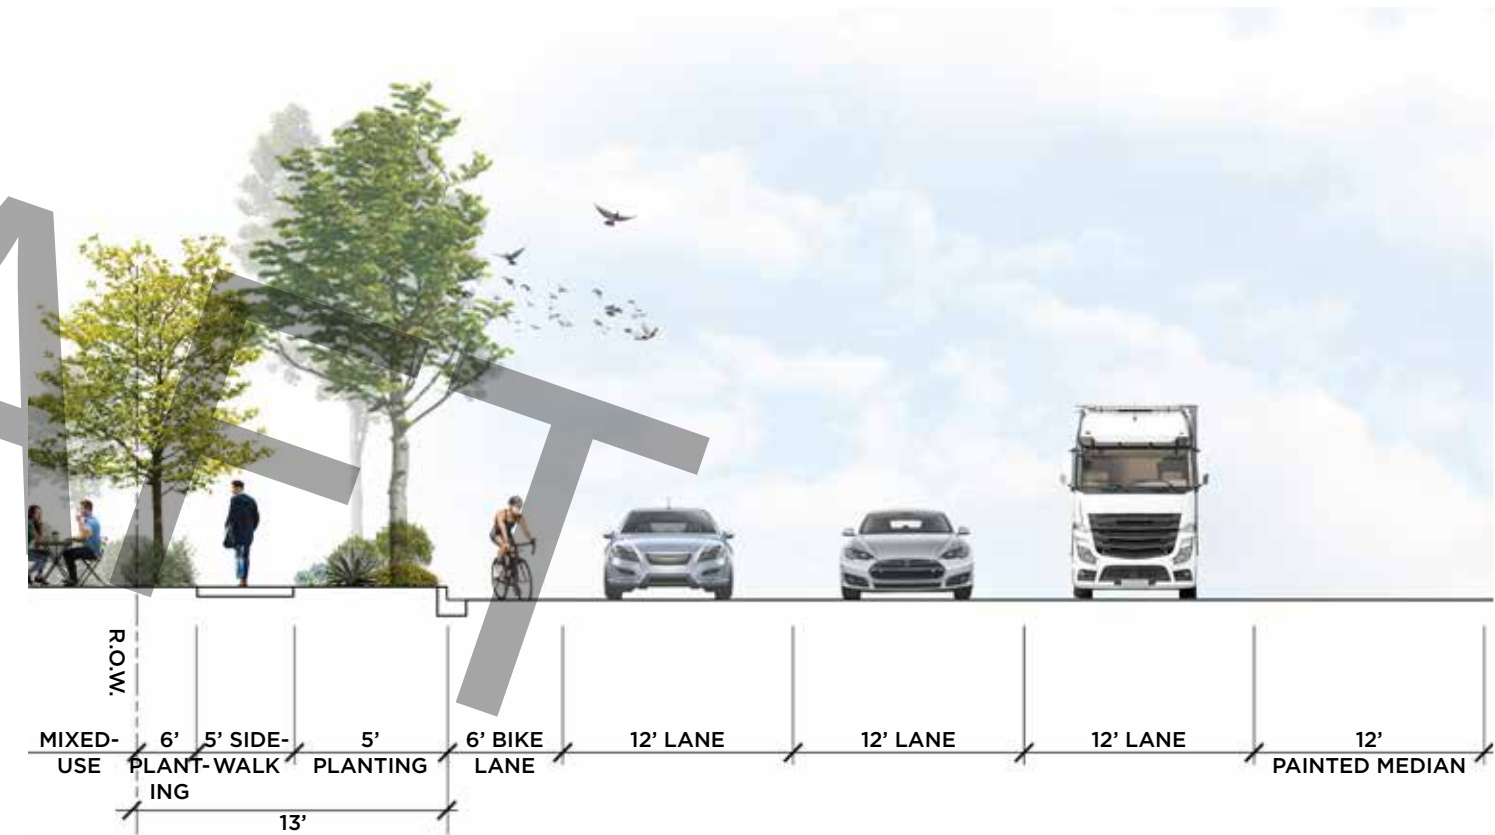 AFT
R.O.W.
MIXED-
USE
6'
PLANT-
ING
5' SIDE-
WALK
5'
PLANTING
6' BIKE
LANE
12' LANE
12' LANE
12' LANE
12'
PAINTED MEDIAN
13'